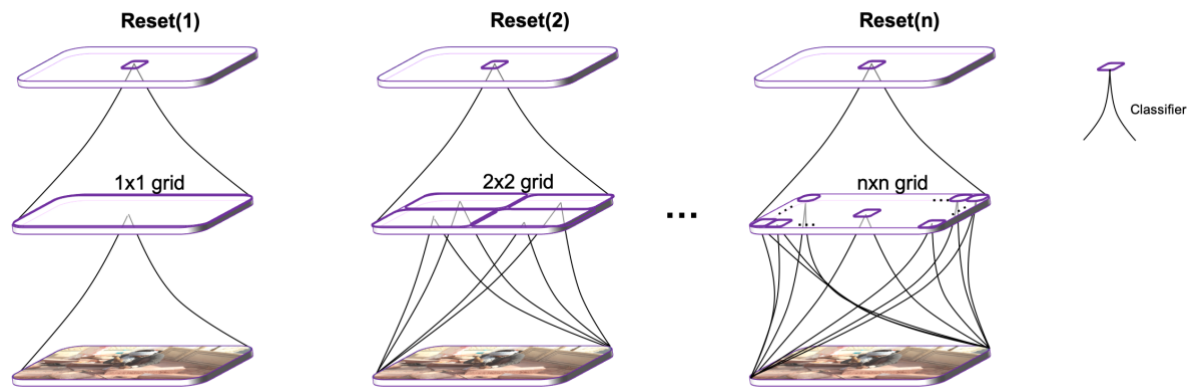 Reset(1)
Reset(2)
Reset(n)
Classifier
1x1 grid
2x2 grid
nxn grid
...
...
...